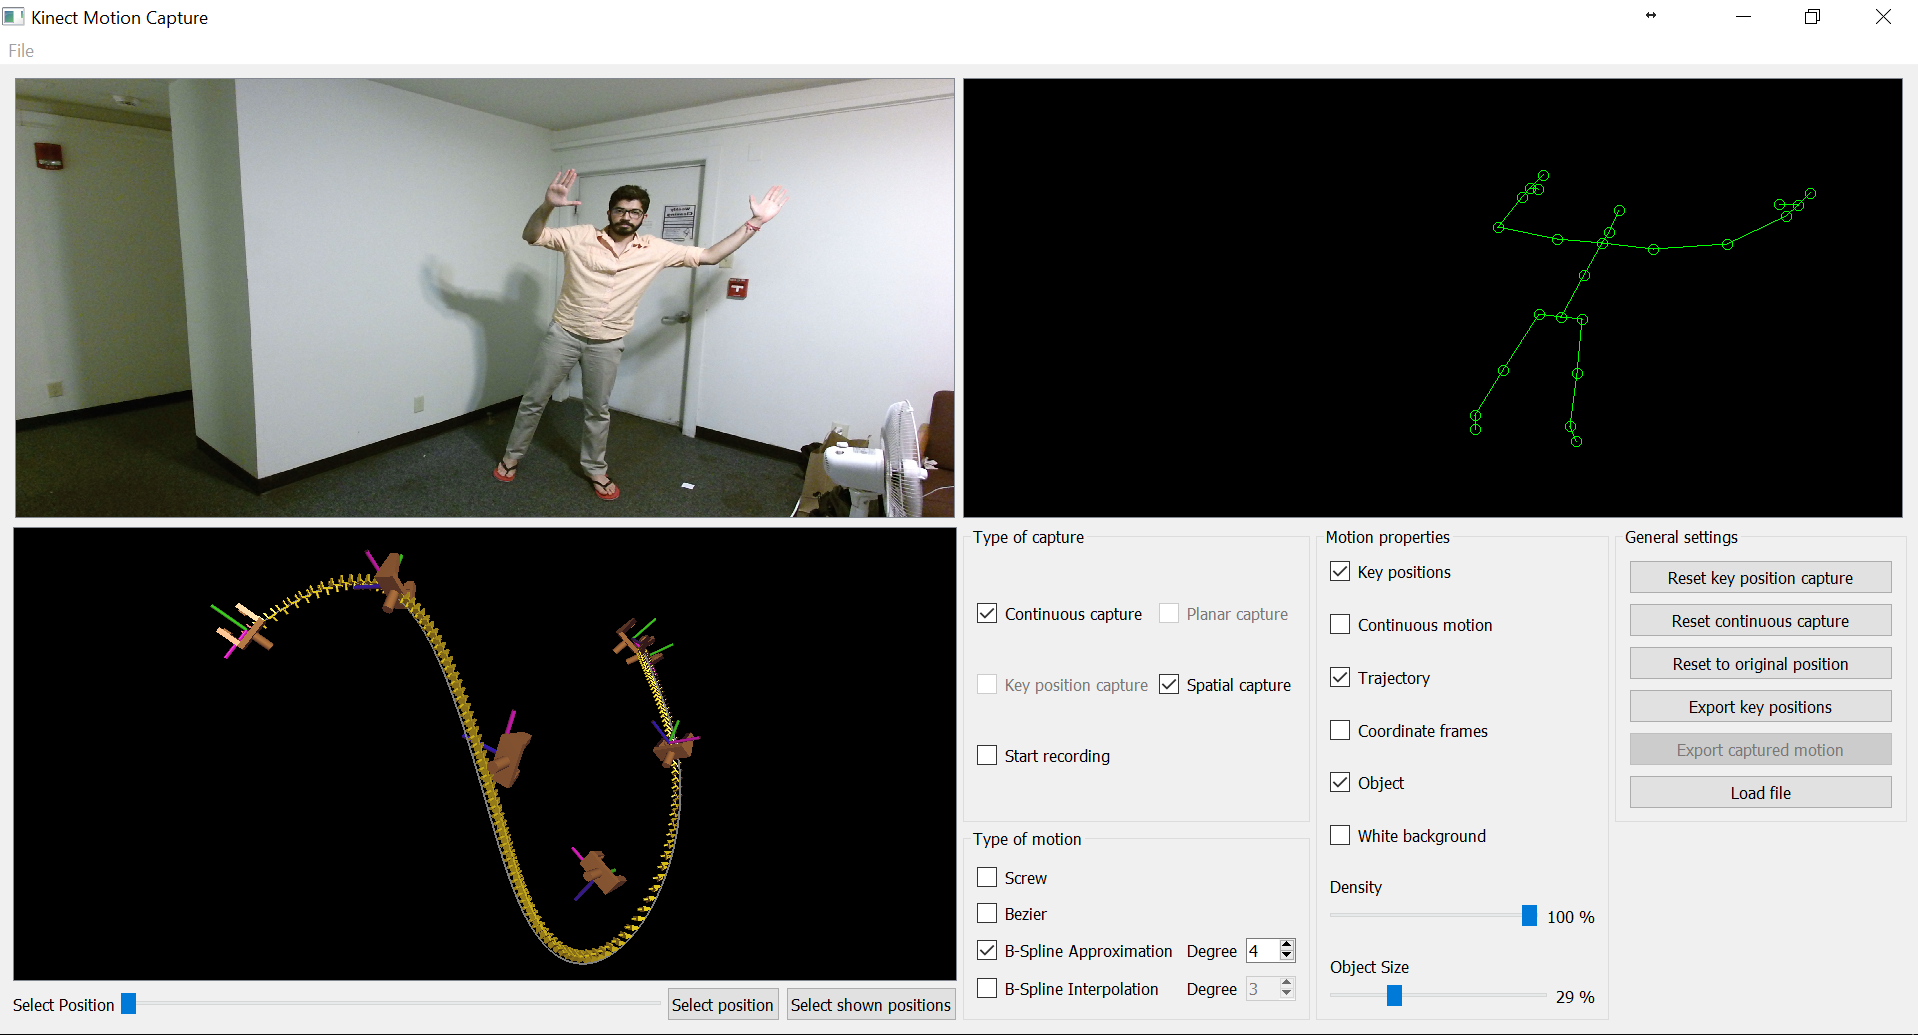 Kinect Motion Capture
File
Type of capture
Continuous capture
Planar capture
Key position capture
Spatial capture
Start recording
Type of motion
Screw
Bezier
B-Spline Approximation Degree 4
B-Spline Interpolation Degree 3
Motion properties
Key positions
Continuous motion
Trajectory
Coordinate frames
Object
White background
Density
100 %
Object Size
29 %
General settings
Reset key position capture
Reset continuous capture
Reset to original position
Export key positions
Export captured motion
Load file
Select Position
Select position
Select shown positions